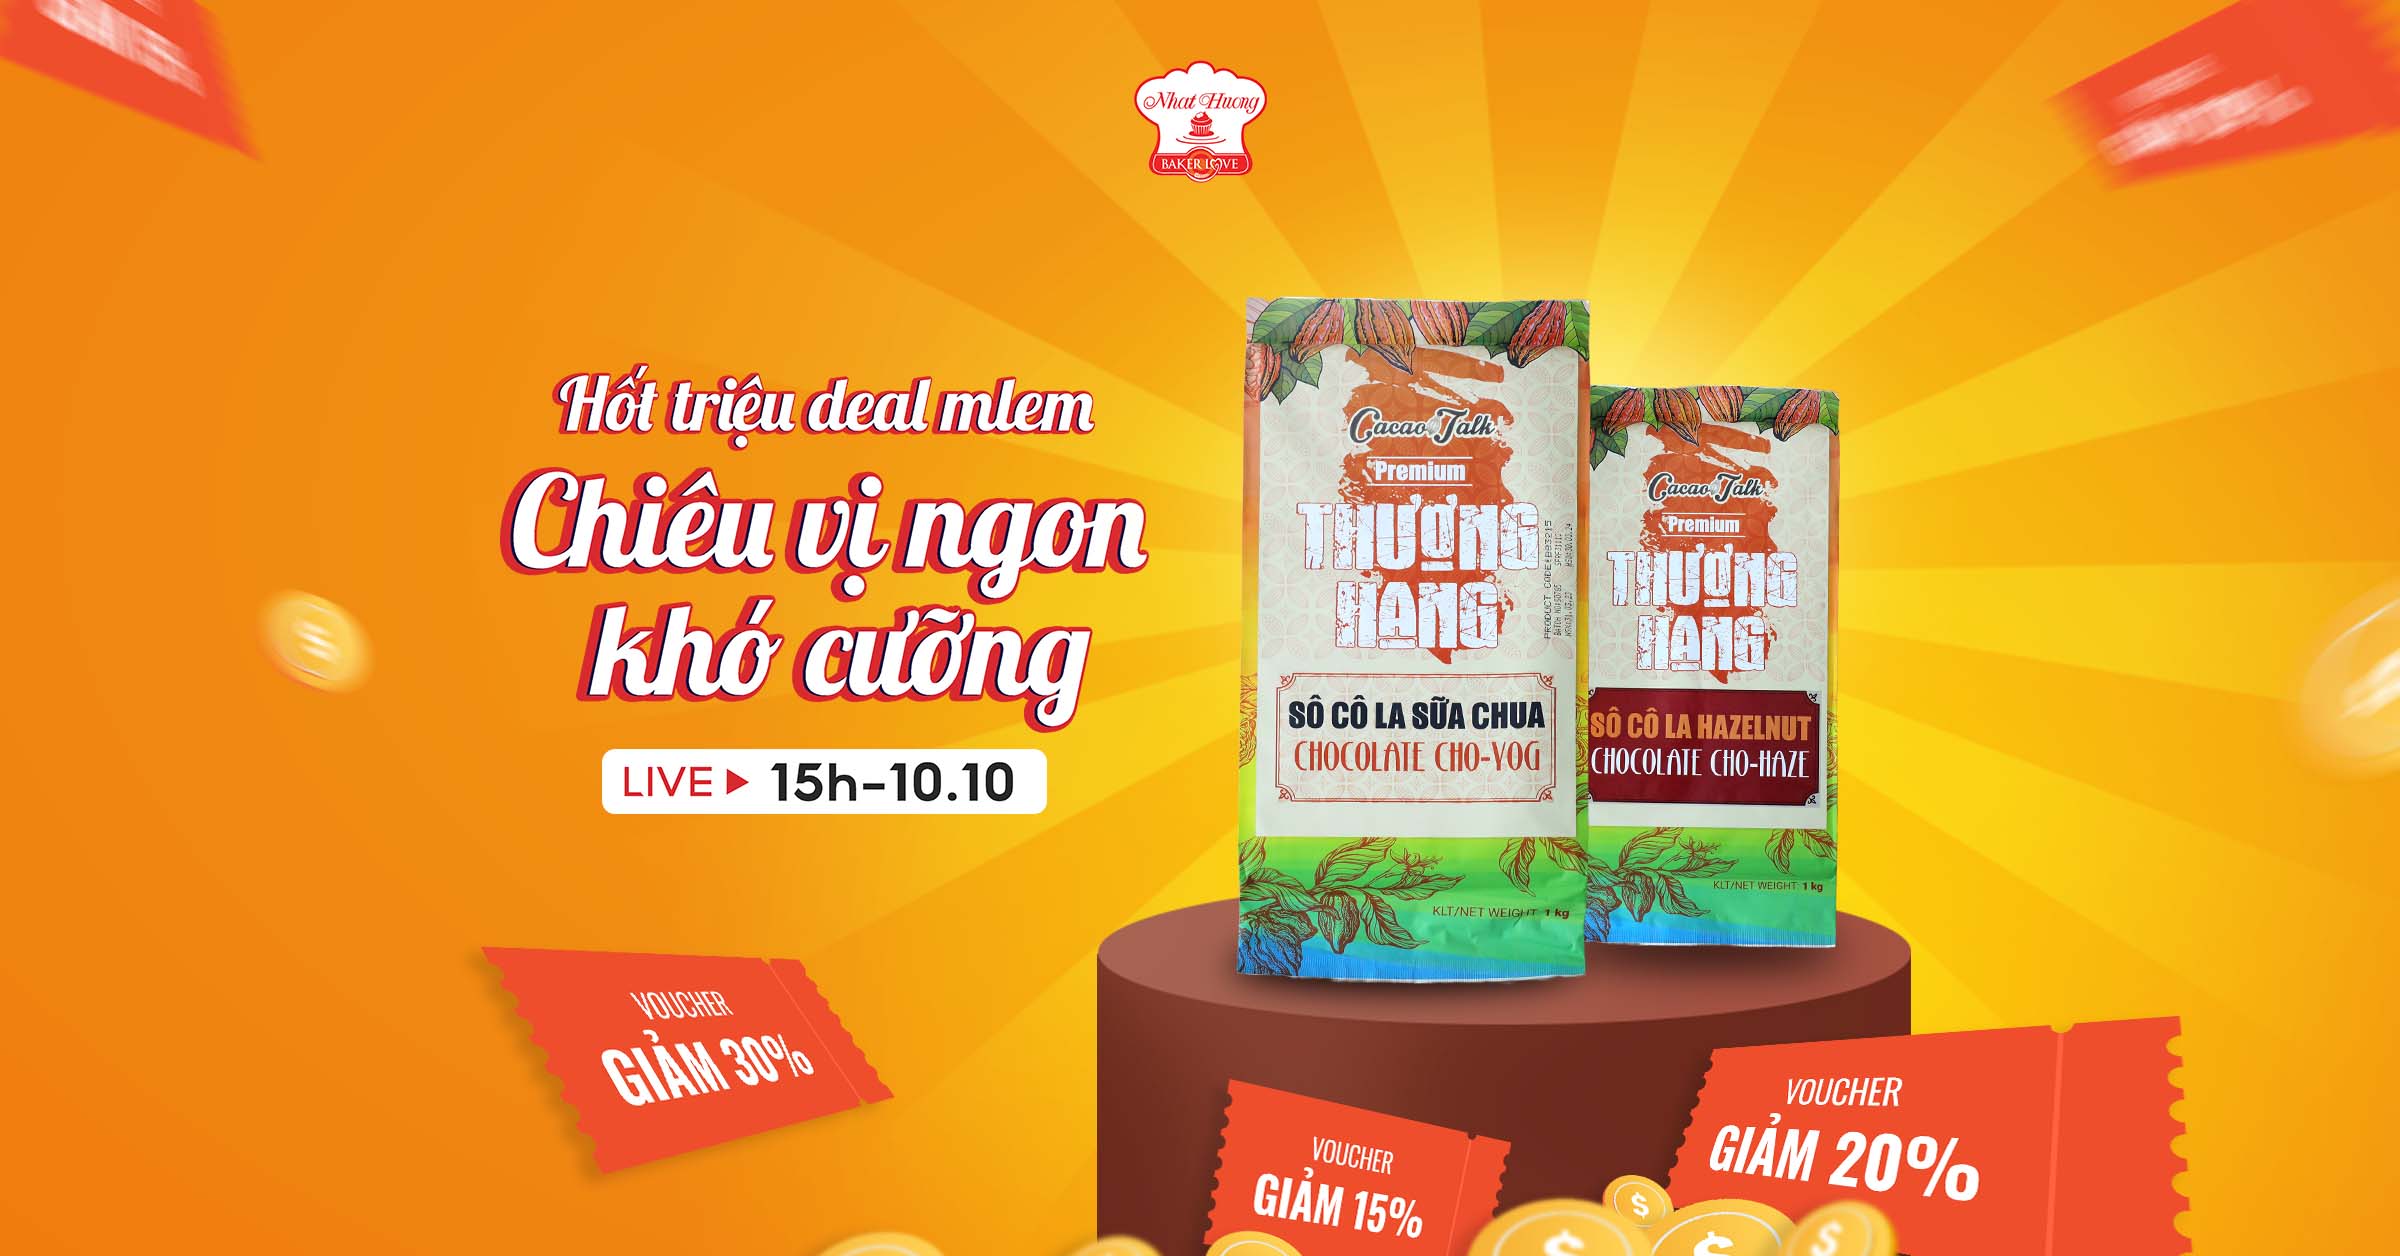 Nhat Huong
BAKER LOVE
Hốt triệu deal mlem
Chiêu vị ngon
khó cưỡng
LIVE 15h-10.10
Cacao Talk
Premium
THƯỢNG
HẠNG
SÔ CÔ LA SỮA CHUA
CHOCOLATE CHO-YOG
KLT/NET WEIGHT 1 kg
Cacao Talk
Premium
THƯỢNG
HẠNG
SÔ CÔ LA HAZELNUT
CHOCOLATE CHO-HAZE
KLT/NET WEIGHT 1 kg
VOUCHER
GIẢM 30%
VOUCHER
GIẢM 15%
VOUCHER
GIẢM 20%